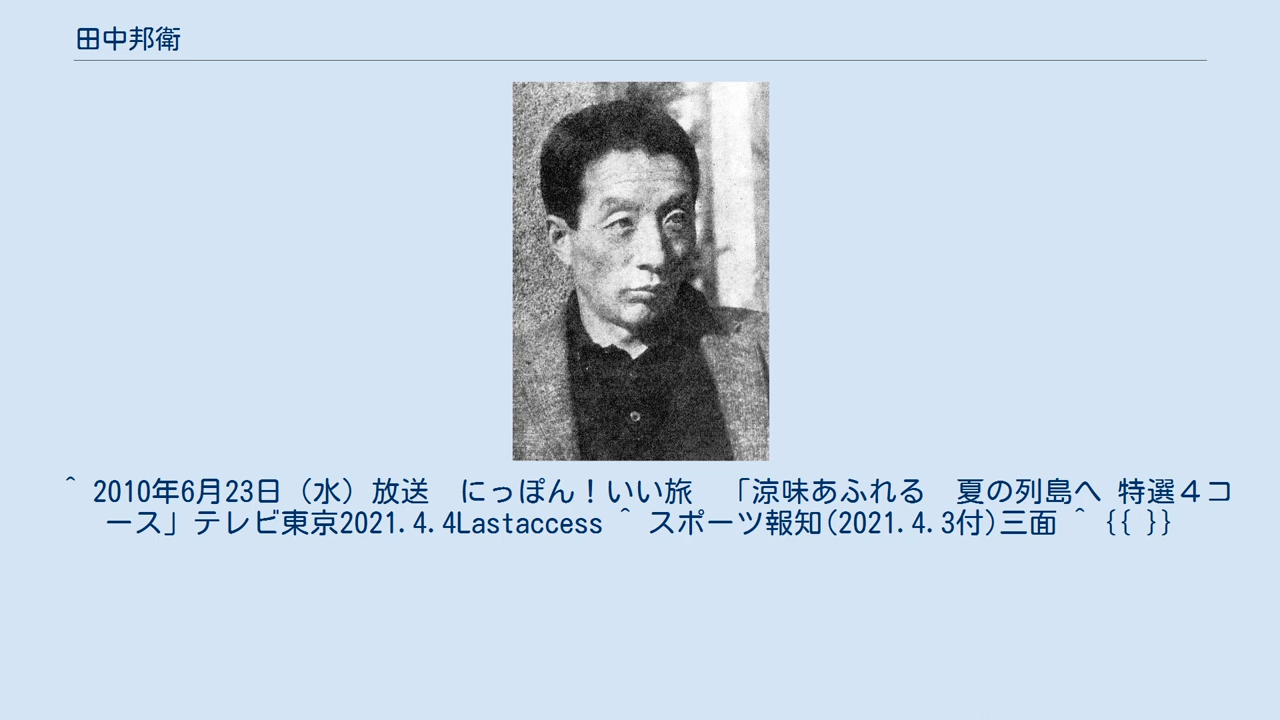 田中邦衛
^ 2010年6月23日（水）放送　にっぽん！いい旅　「涼味あふれる　夏の列島へ 特選４コ
ース」テレビ東京2021.4.4Lastaccess ^ スポーツ報知(2021.4.3付)三面 ^ {{ }}